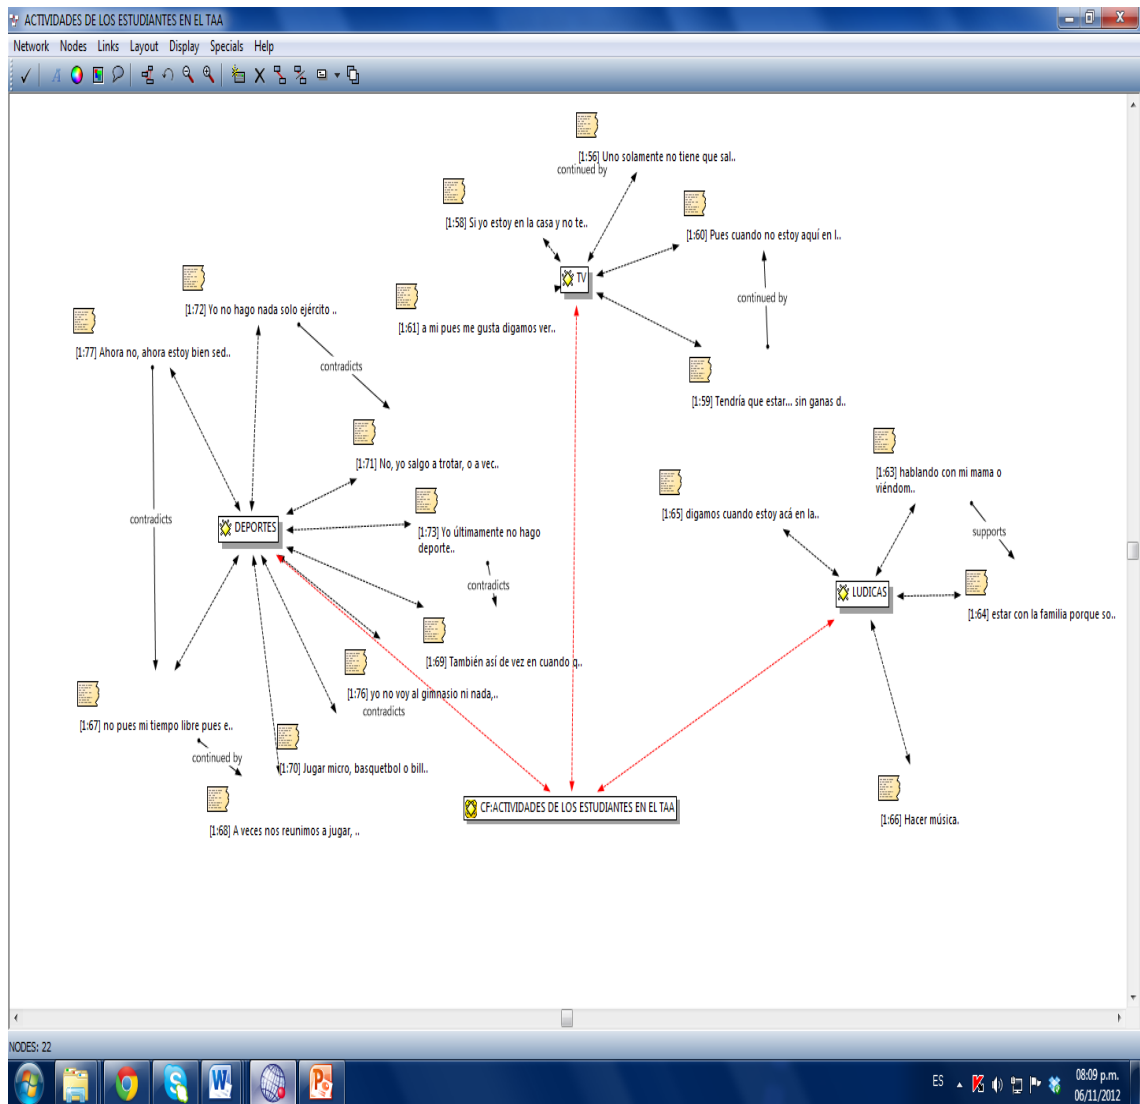 ACTIVIDADES DE LOS ESTUDIANTES EN EL TAA
Network Nodes Links Layout Display Specials Help
[1:56] Uno solamente no tiene que sal..
continued by
[1:58] Si yo estoy en la casa y no te..
[1:60] Pues cuando no estoy aquí en l..
TV
continued by
[1:72] Yo no hago nada solo ejército ..
[1:61] a mi pues me gusta digamos ver..
[1:77] Ahora no, ahora estoy bien sed..
contradicts
[1:59] Tendría que estar... sin ganas d..
[1:71] No, yo salgo a trotar, o a vec..
[1:63] hablando con mi mama o
viéndom..
[1:65] digamos cuando estoy acá en la..
contradicts
DEPORTES
[1:73] Yo últimamente no hago
deporte..
supports
contradicts
LUDICAS
[1:64] estar con la familia porque so..
[1:69] También así de vez en cuando q..
[1:76] yo no voy al gimnasio ni nada,..
contradicts
[1:67] no pues mi tiempo libre pues e..
continued by
[1:70] Jugar micro, basquetbol o bill..
CF:ACTIVIDADES DE LOS ESTUDIANTES EN EL TAA
[1:68] A veces nos reunimos a jugar, ..
[1:66] Hacer música.
NODES: 22
ES
08:09 p.m.
06/11/2012